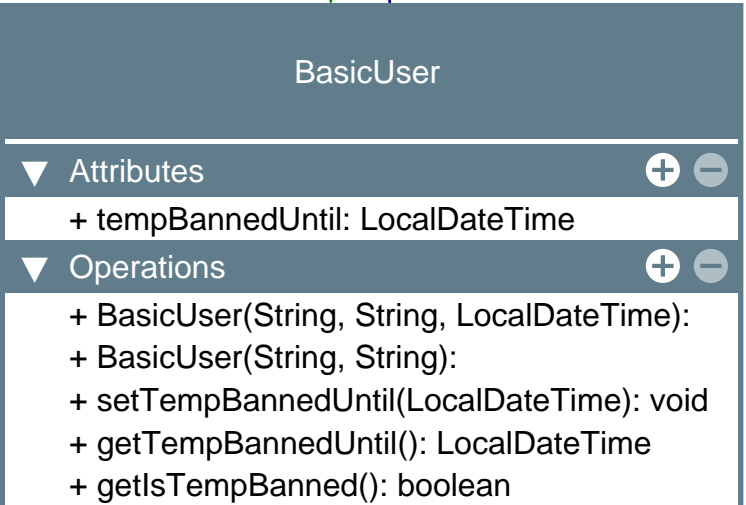 BasicUser
Attributes
+ tempBannedUntil: LocalDateTime
Operations
+ BasicUser(String, String, LocalDateTime):
+ BasicUser(String, String):
+ setTempBannedUntil(LocalDateTime): void
+ getTempBannedUntil(): LocalDateTime
+ getIsTempBanned(): boolean